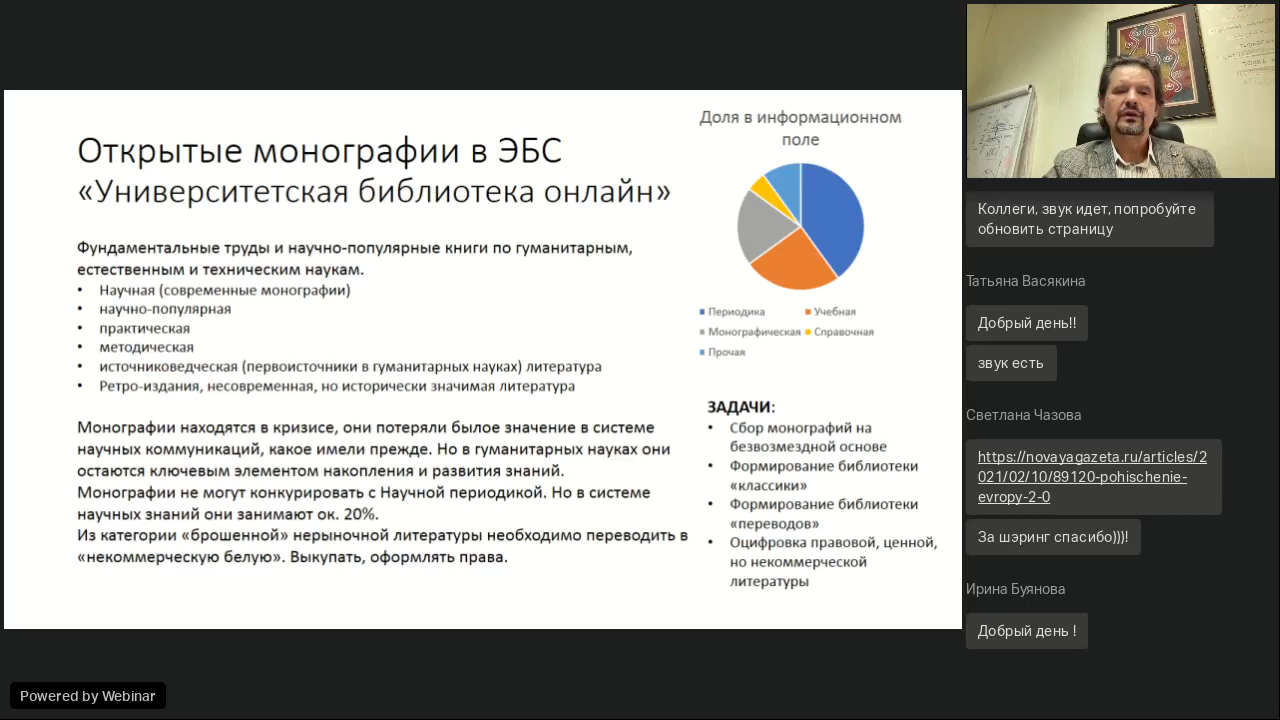 Открытые монографии в ЭБС
«Университетская библиотека онлайн»
Фундаментальные труды и научно-популярные книги по гуманитарным,
естественным и техническим наукам.
• Научная (современные монографии)
• научно-популярная
• практическая
• методическая
• источниковедческая (первоисточники в гуманитарных науках) литература
• Ретро-издания, несовременная, но исторически значимая литература
Монографии находятся в кризисе, они потеряли былое значение в системе
научных коммуникаций, какое имели прежде. Но в гуманитарных науках они
остаются ключевым элементом накопления и развития знаний.
Монографии не могут конкурировать с Научной периодикой. Но в системе
научных знаний они занимают ок. 20%.
Из категории «брошенной» нерыночной литературы необходимо переводить в
«некоммерческую белую». Выкупать, оформлять права.
Доля в информационном
поле
Периодика Учебная
Монографическая Справочная
Прочая
ЗАДАЧИ:
• Сбор монографий на
безвозмездной основе
• Формирование библиотеки
«классики»
• Формирование библиотеки
«переводов»
• Оцифровка правовой, ценной,
но некоммерческой
литературы
Коллеги, звук идет, попробуйте
обновить страницу
Татьяна Васякина
Добрый день!!
звук есть
Светлана Чазова
https://novayagazeta.ru/articles/2
021/02/10/89120-pohischenie-
evropy-2-0
За шэринг спасибо)))!
Ирина Буянова
Добрый день !
Powered by Webinar